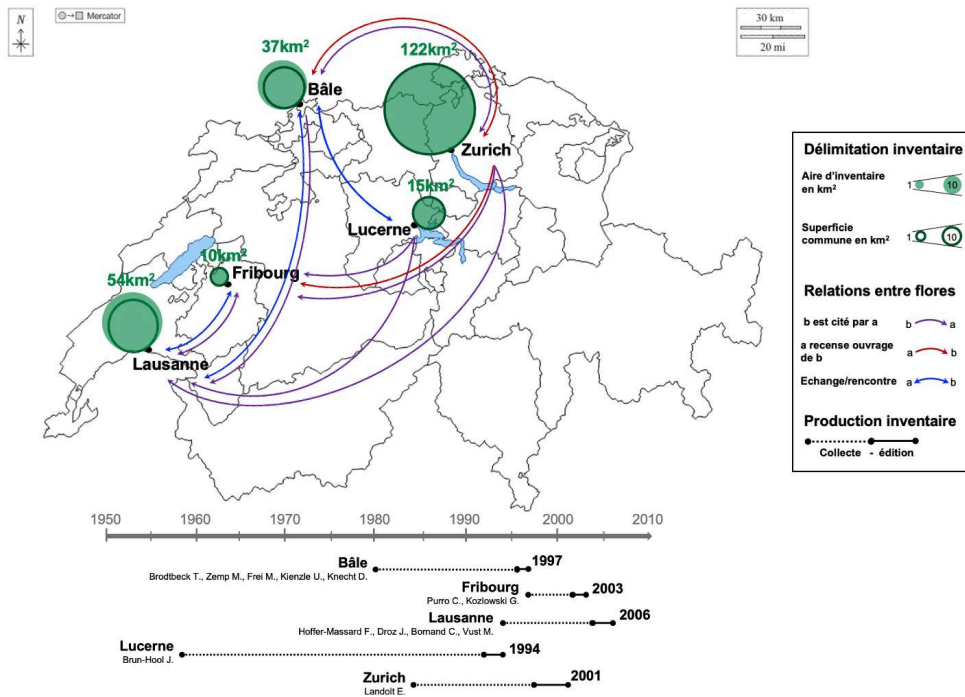 N
Mercator
30 km
20 mi
37km²
122km²
Bâle
Zurich
15km²
Lucerne
10km²
Fribourg
54km²
Lausanne
Délimitation inventaire
Aire d'inventaire
en km²
1 10
Superficie
commune en km²
1 10
Relations entre flores
b est cité par a
b a
a recense ouvrage
de b
a b
Echange/rencontre
a b
Production inventaire
Collecte - édition
1950 1960 1970 1980 1990 2000 2010
Bâle
1997
Brodtbeck T., Zemp M., Frei M., Kienzle U., Knecht D.
Fribourg
2003
Purro C., Kozlowski G.
Lausanne
2006
Hoffer-Massard F., Droz J., Bornand C., Vust M.
Lucerne
1994
Brun-Hool J.
Zurich
2001
Landolt E.